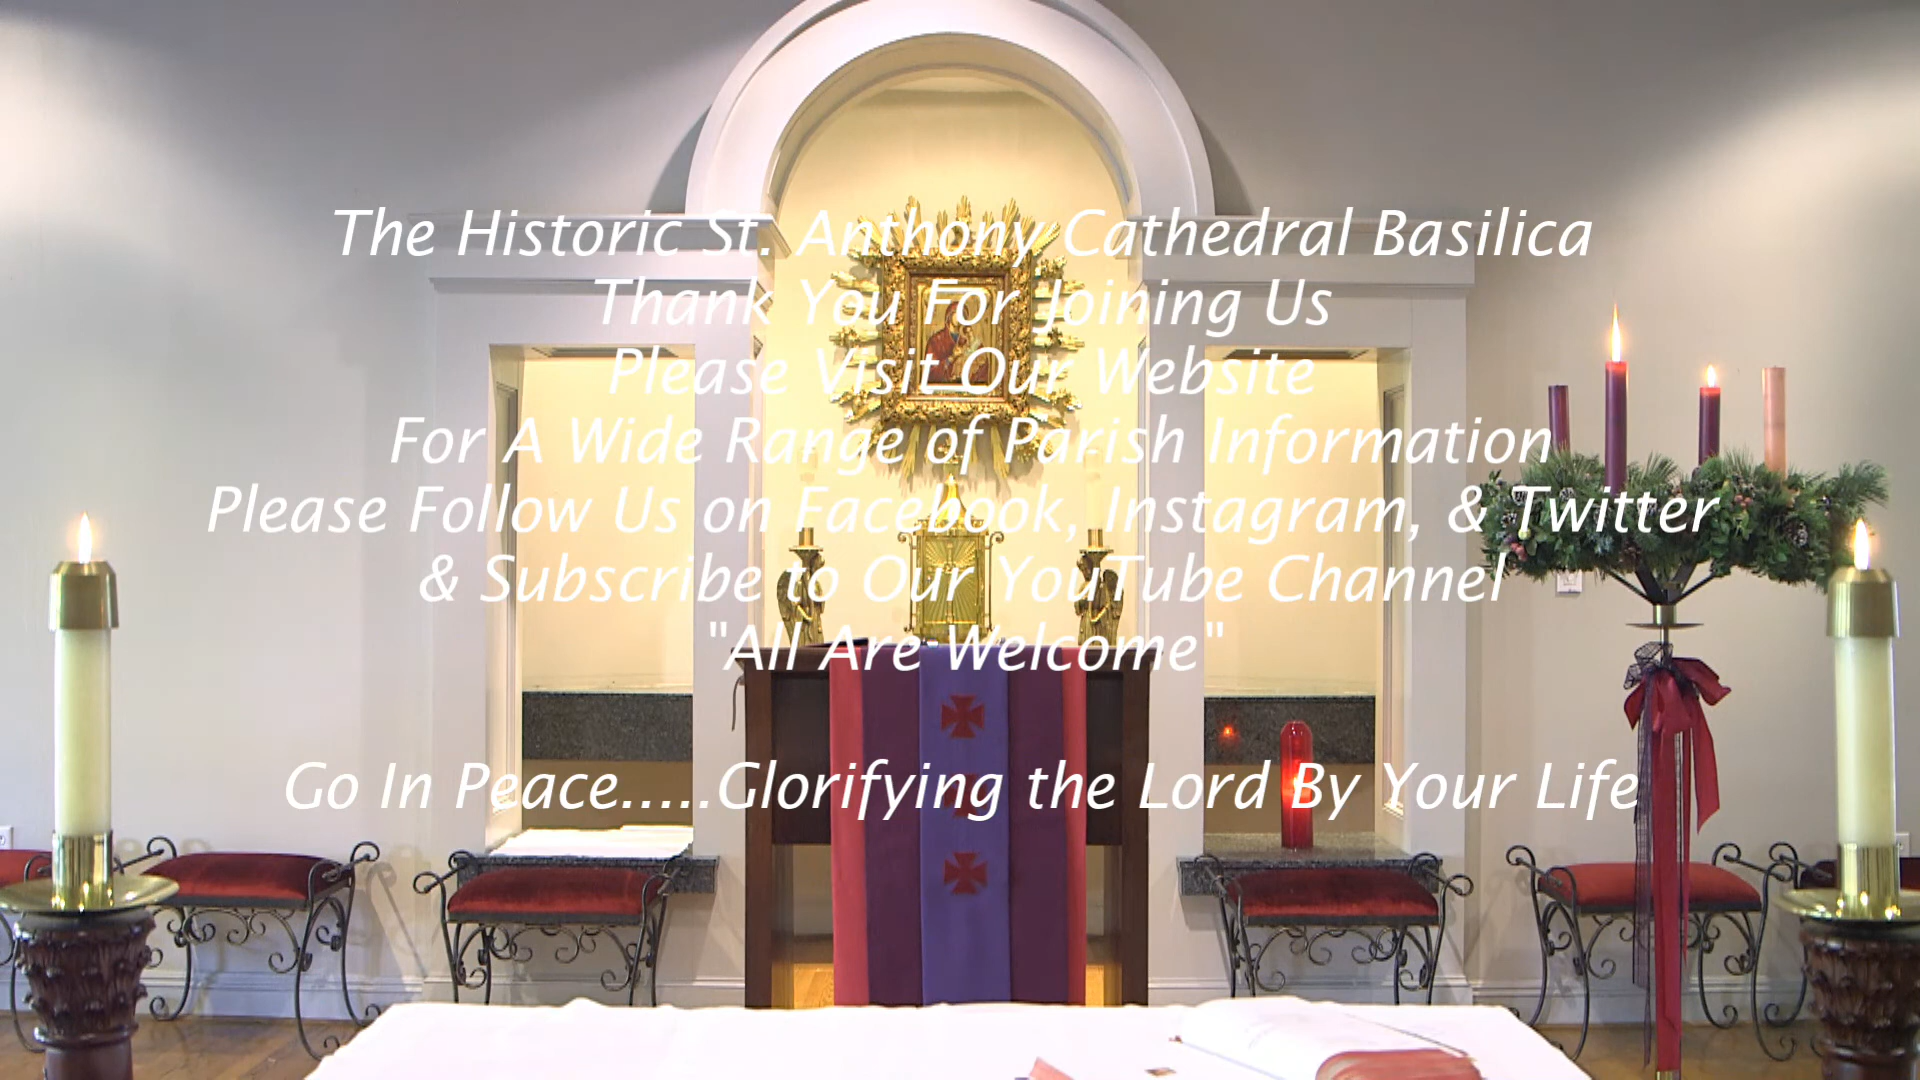 The Historic St. Anthony Cathedral Basilica
Thank You For Joining Us
Please Visit Our Website
For A Wide Range of Parish Information
Please Follow Us on Facebook, Instagram, & Twitter
& Subscribe to Our YouTube Channel
"All Are Welcome"
Go In Peace.....Glorifying the Lord By Your Life